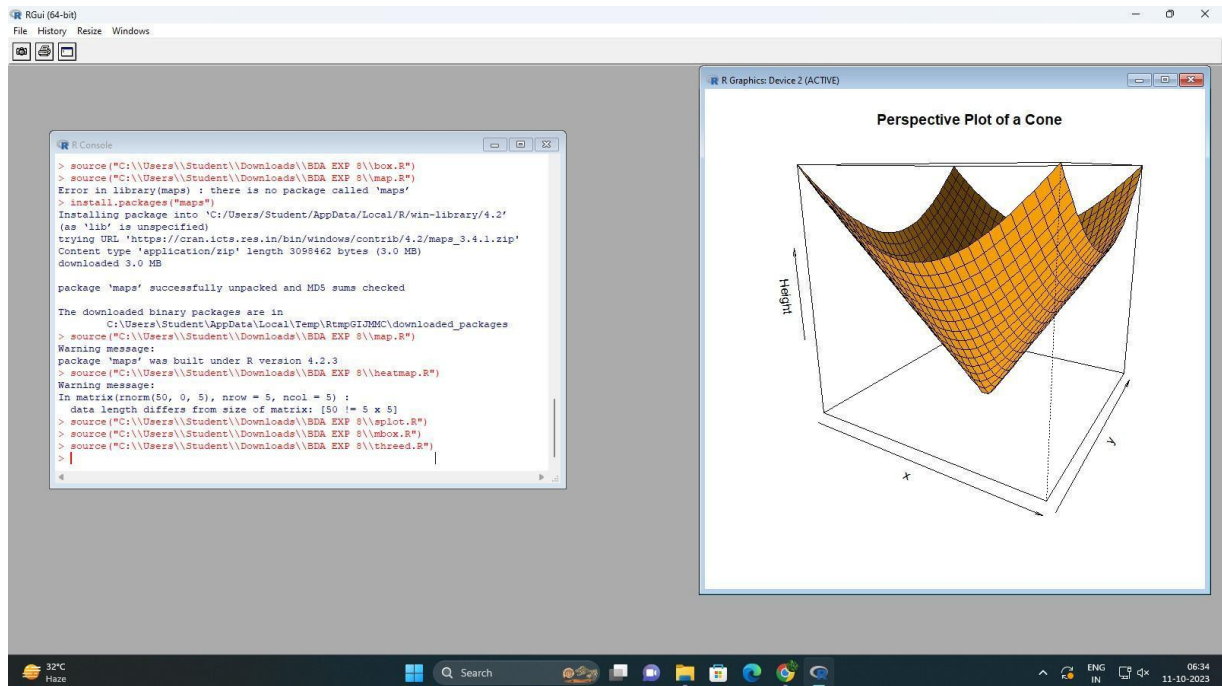 RGui (64-bit)
File History Resize Windows
R Console
> source("C:\\Users\\Student\\Downloads\\BDA EXP 8\\box.R")
> source("C:\\Users\\Student\\Downloads\\BDA EXP 8\\map.R")
Error in library(maps) : there is no package called ‘maps’
> install.packages("maps")
Installing package into ‘C:/Users/Student/AppData/Local/R/win-library/4.2’
(as ‘lib’ is unspecified)
trying URL 'https://cran.icts.res.in/bin/windows/contrib/4.2/maps_3.4.1.zip'
Content type 'application/zip' length 3098462 bytes (3.0 MB)
downloaded 3.0 MB
package ‘maps’ successfully unpacked and MD5 sums checked
The downloaded binary packages are in
C:\Users\Student\AppData\Local\Temp\RtmpGIJMMC\downloaded_packages
> source("C:\\Users\\Student\\Downloads\\BDA EXP 8\\map.R")
Warning message:
package ‘maps’ was built under R version 4.2.3
> source("C:\\Users\\Student\\Downloads\\BDA EXP 8\\heatmap.R")
Warning message:
In matrix(rnorm(50, 0, 5), nrow = 5, ncol = 5) :
data length differs from size of matrix: [50 != 5 x 5]
> source("C:\\Users\\Student\\Downloads\\BDA EXP 8\\splot.R")
> source("C:\\Users\\Student\\Downloads\\BDA EXP 8\\mbox.R")
> source("C:\\Users\\Student\\Downloads\\BDA EXP 8\\threed.R")
>
R Graphics: Device 2 (ACTIVE)
Perspective Plot of a Cone
Height
x
y
32°C
Haze
Search
ENG
IN
06:34
11-10-2023